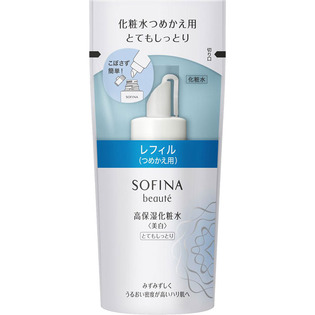 化粧水つめかえ用
とてもしっとり
こぼさず
簡単!
SOFINA
化粧水
レフィル
(つめかえ用)
SOFINA
beauté
高保湿化粧水
〈美白〉
とてもしっとり
みずみずしく
うるおい密度が高いハリ肌へ